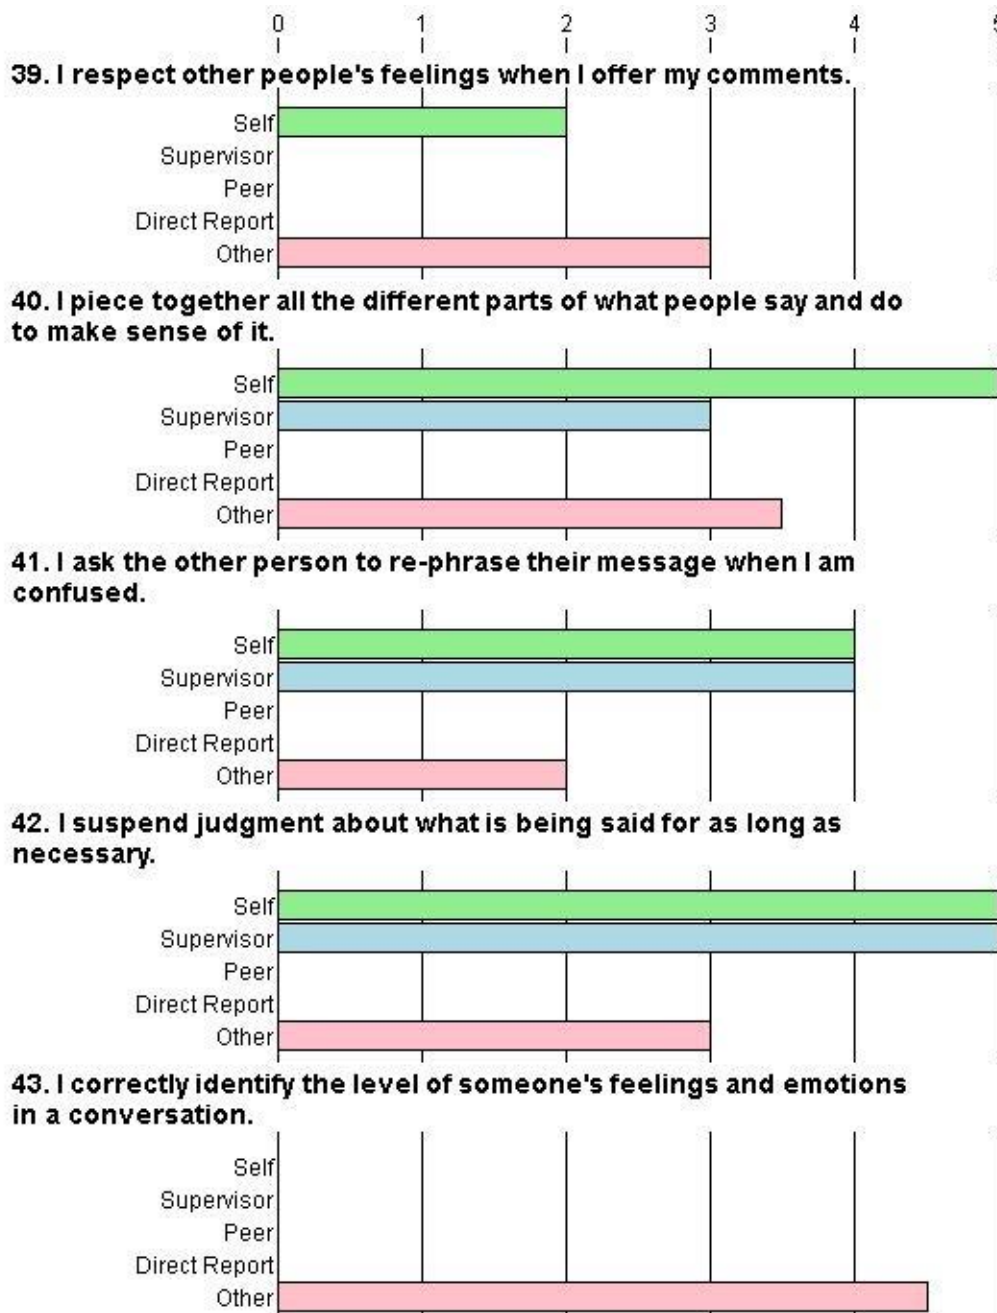 0 1 2 3 4 5
39. I respect other people's feelings when I offer my comments.
Self
Supervisor
Peer
Direct Report
Other
40. I piece together all the different parts of what people say and do
to make sense of it.
Self
Supervisor
Peer
Direct Report
Other
41. I ask the other person to re-phrase their message when I am
confused.
Self
Supervisor
Peer
Direct Report
Other
42. I suspend judgment about what is being said for as long as
necessary.
Self
Supervisor
Peer
Direct Report
Other
43. I correctly identify the level of someone's feelings and emotions
in a conversation.
Self
Supervisor
Peer
Direct Report
Other